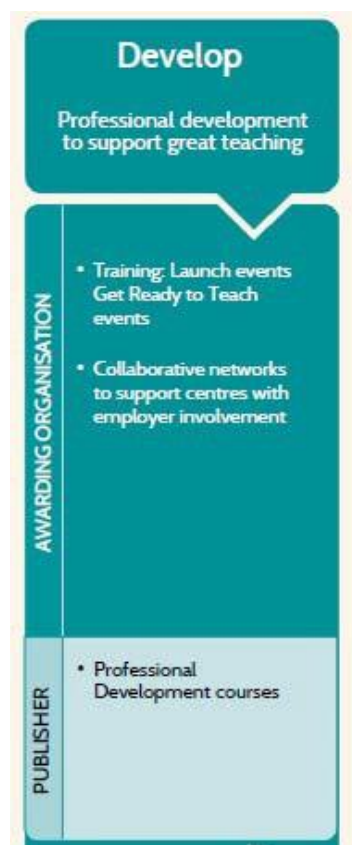 Develop
Professional development
to support great teaching
AWARDING ORGANISATION
• Training: Launch events
Get Ready to Teach
events
• Collaborative networks
to support centres with
employer involvement
PUBLISHER
• Professional
Development courses